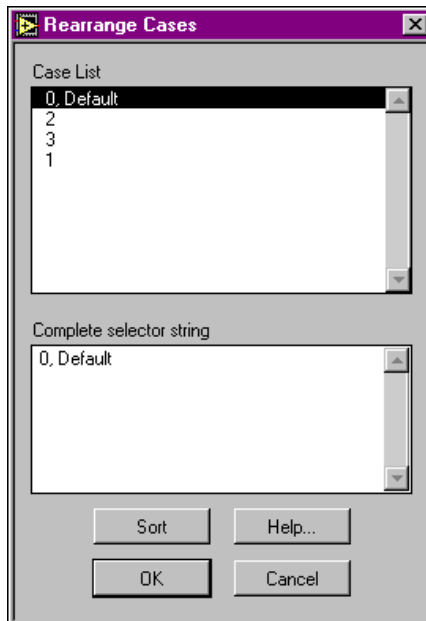 Rearrange Cases
Case List
0, Default
2
3
1
Complete selector string
0, Default
Sort Help...
OK Cancel